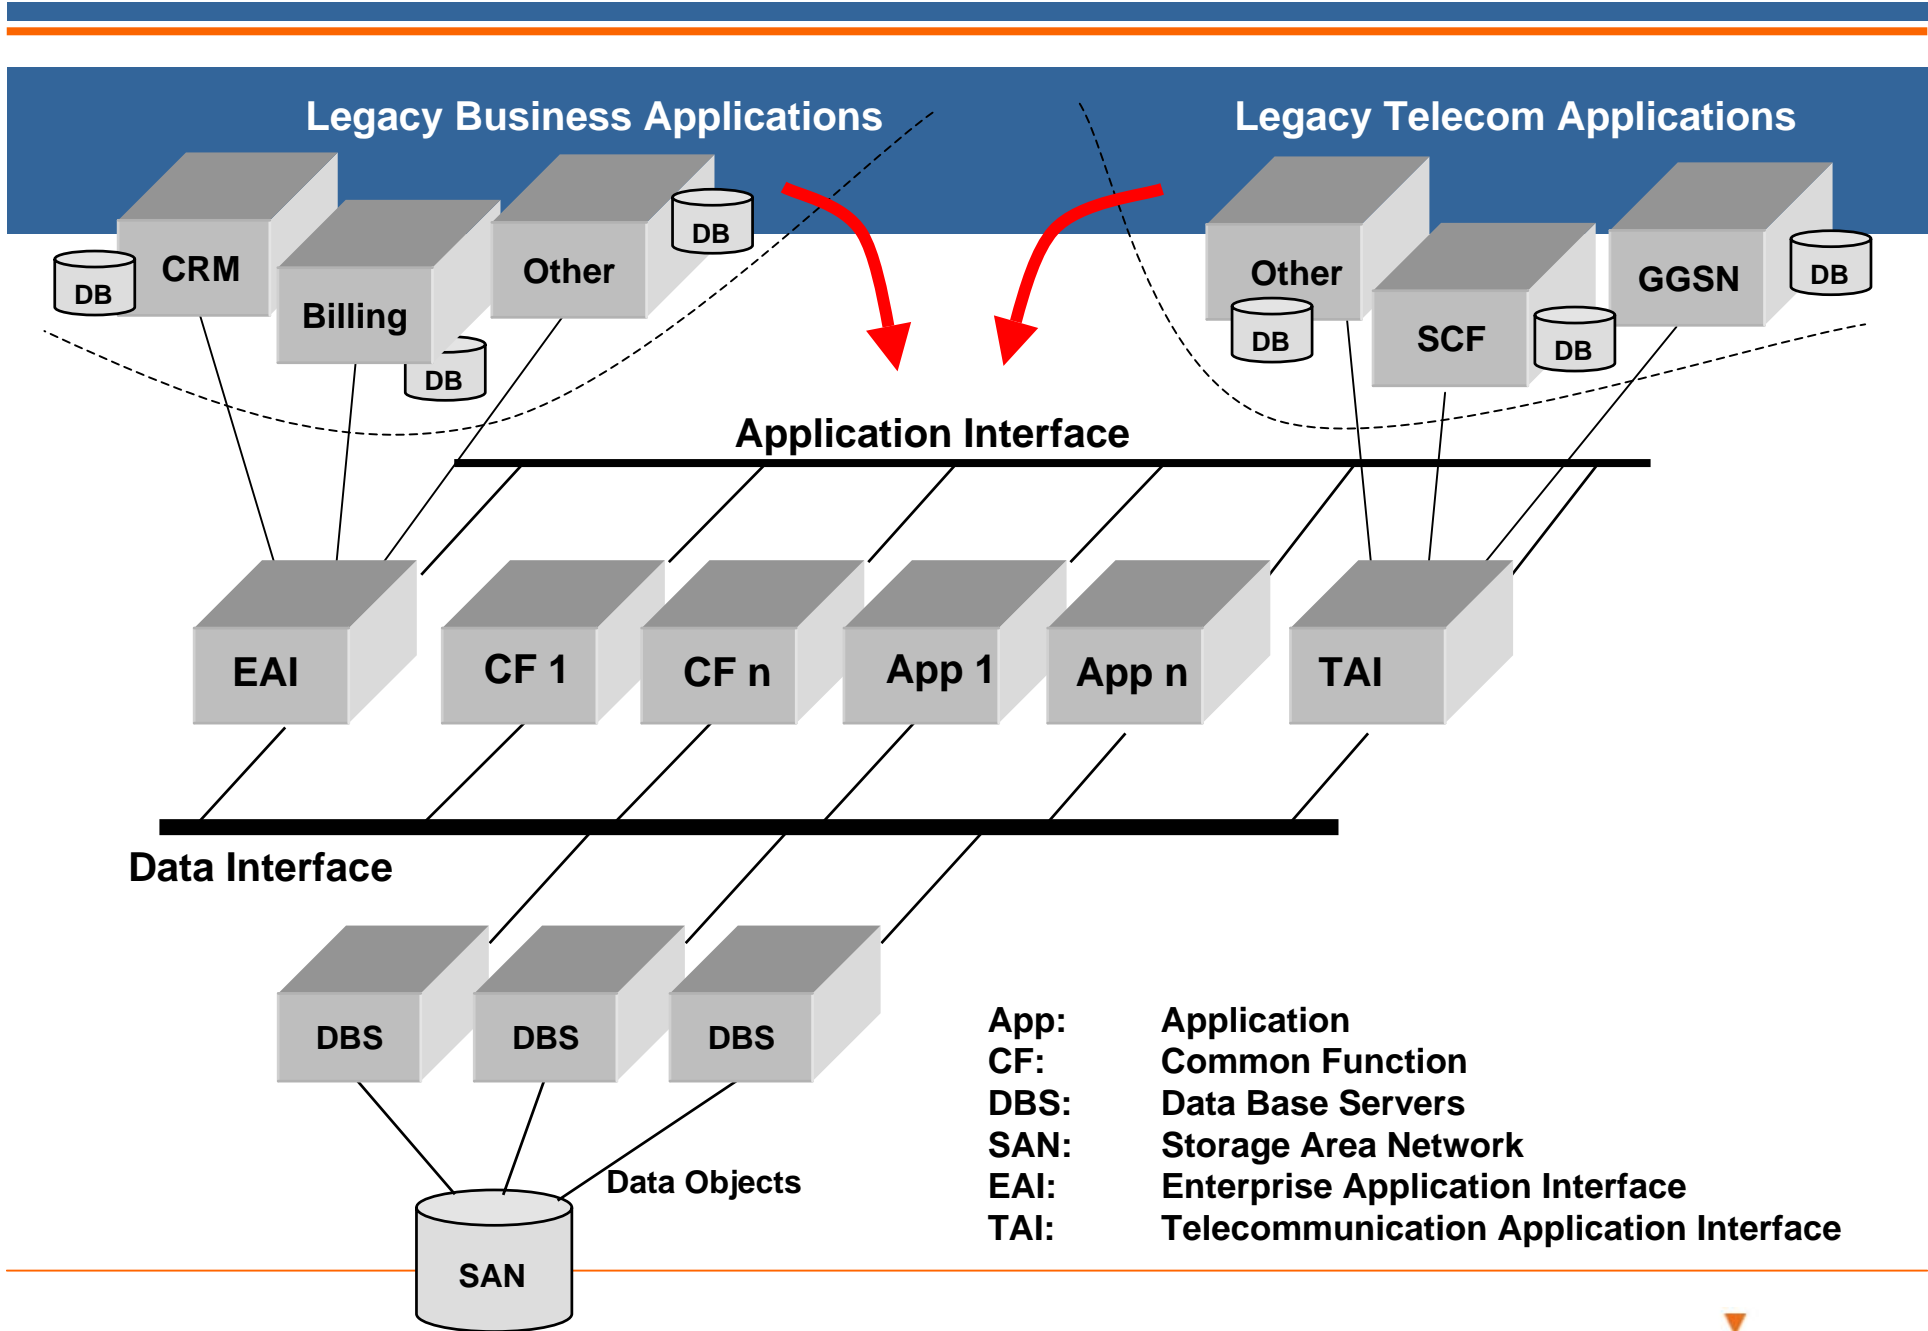 Legacy Business Applications
Legacy Telecom Applications
CRM
DB
Billing
DB
Other
DB
Other
DB
SCF
DB
GGSN
DB
Application Interface
EAI
CF 1
CF n
App 1
App n
TAI
Data Interface
DBS
DBS
DBS
Data Objects
SAN
App: Application
CF: Common Function
DBS: Data Base Servers
SAN: Storage Area Network
EAI: Enterprise Application Interface
TAI: Telecommunication Application Interface